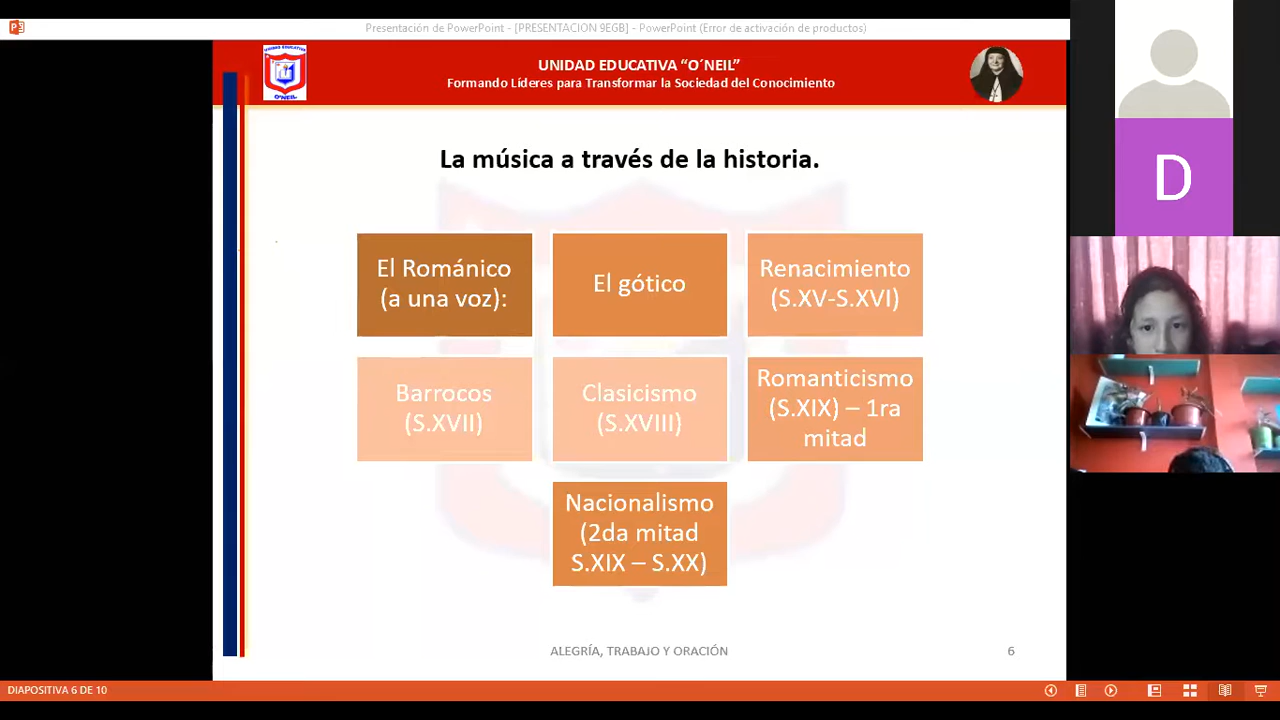 Presentación de PowerPoint - [PRESENTACION 9EGB] - PowerPoint (Error de activación de productos)
UNIDAD EDUCATIVA
O´NEIL
UNIDAD EDUCATIVA “O´NEIL”
Formando Líderes para Transformar la Sociedad del Conocimiento
D
La música a través de la historia.
El Románico
(a una voz):
El gótico
Renacimiento
(S.XV-S.XVI)
Barrocos
(S.XVII)
Clasicismo
(S.XVIII)
Romanticismo
(S.XIX) – 1ra
mitad
Nacionalismo
(2da mitad
S.XIX – S.XX)
ALEGRÍA, TRABAJO Y ORACIÓN
6
DIAPOSITIVA 6 DE 10